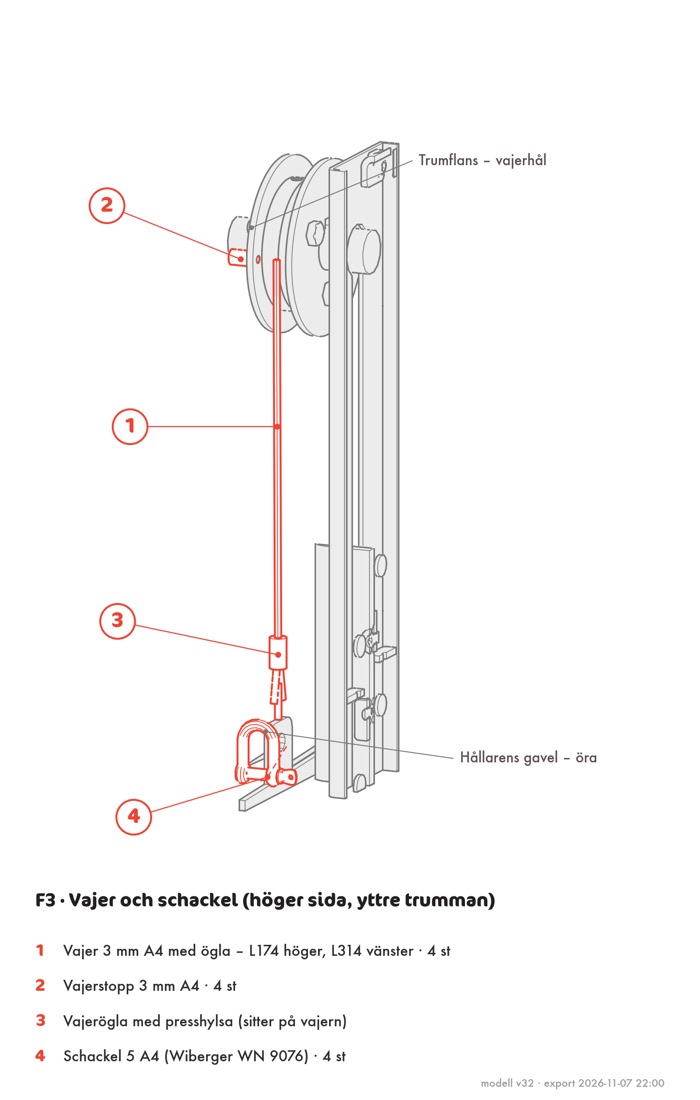 Trumflans – vajerhål
2
1
3
Hållarens gavel – öra
4
F3 · Vajer och schackel (höger sida, yttre trumman)
1 Vajer 3 mm A4 med ögla – L174 höger, L314 vänster · 4 st
2 Vajerstopp 3 mm A4 · 4 st
3 Vajerögla med presshylsa (sitter på vajern)
4 Schackel 5 A4 (Wiberger WN 9076) · 4 st
modell v32 · export 2026-11-07 22:00